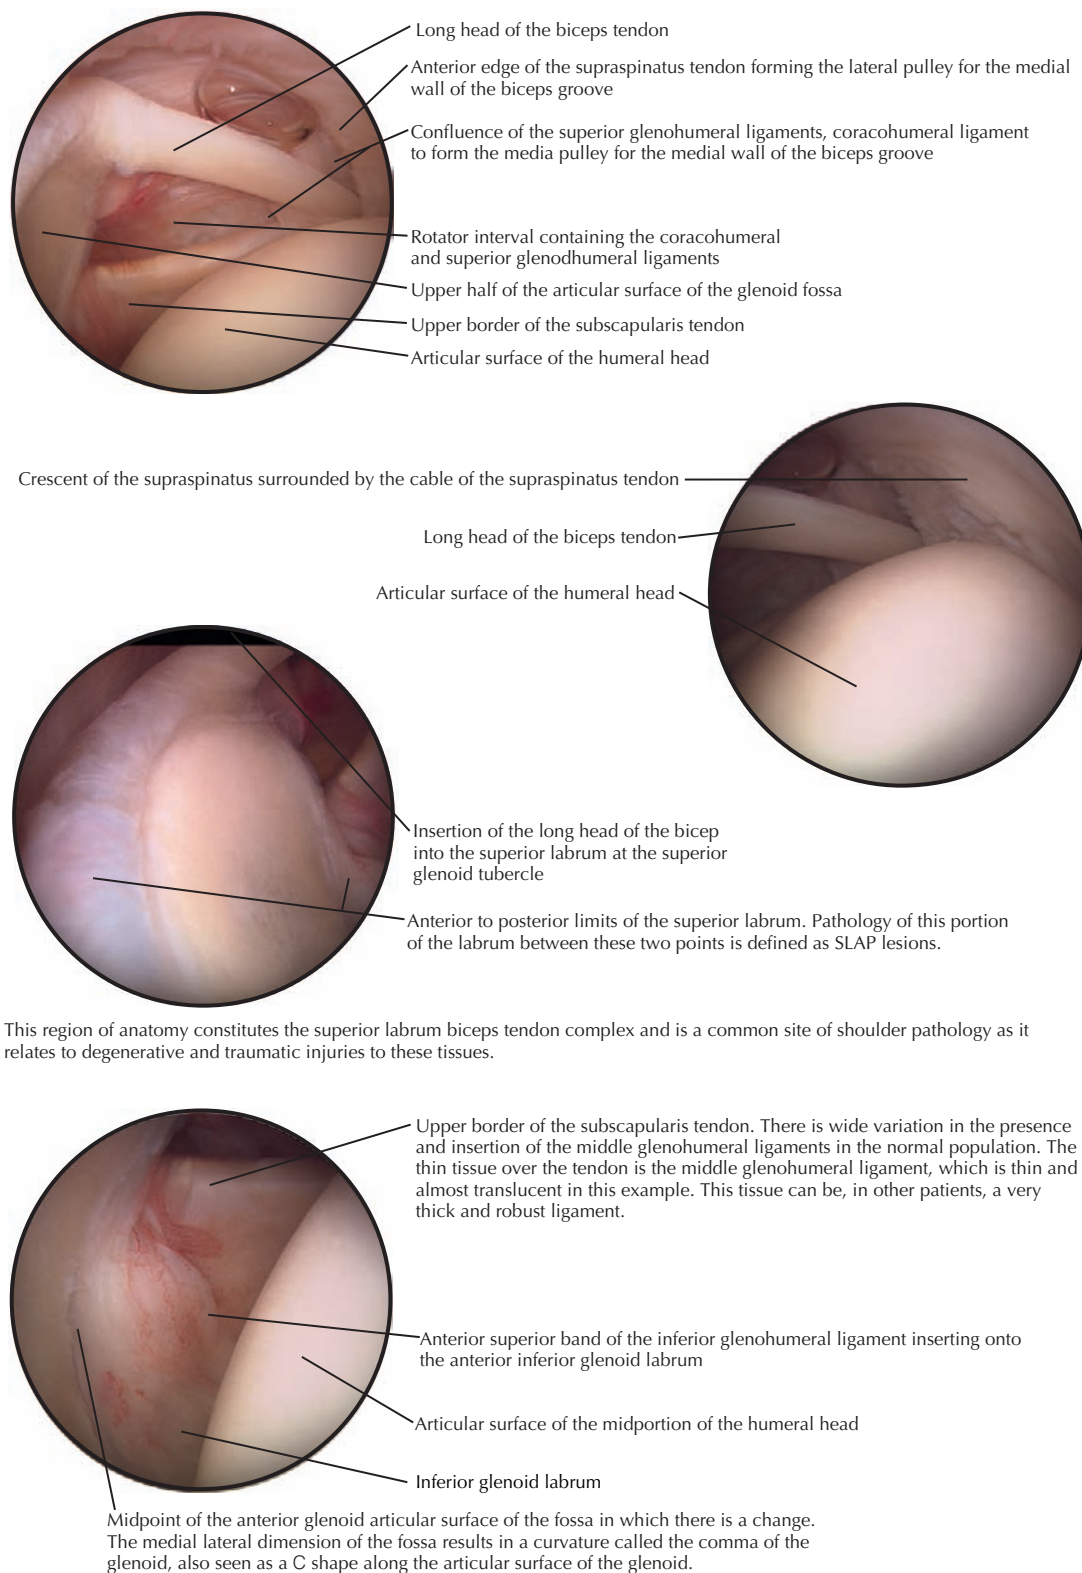 Long head of the biceps tendon
Anterior edge of the supraspinatus tendon forming the lateral pulley for the medial
wall of the biceps groove
Confluence of the superior glenohumeral ligaments, coracohumeral ligament
to form the media pulley for the medial wall of the biceps groove
Rotator interval containing the coracohumeral
and superior glenodhumeral ligaments
Upper half of the articular surface of the glenoid fossa
Upper border of the subscapularis tendon
Articular surface of the humeral head
Crescent of the supraspinatus surrounded by the cable of the supraspinatus tendon
Long head of the biceps tendon
Articular surface of the humeral head
Insertion of the long head of the bicep
into the superior labrum at the superior
glenoid tubercle
Anterior to posterior limits of the superior labrum. Pathology of this portion
of the labrum between these two points is defined as SLAP lesions.
This region of anatomy constitutes the superior labrum biceps tendon complex and is a common site of shoulder pathology as it
relates to degenerative and traumatic injuries to these tissues.
Upper border of the subscapularis tendon. There is wide variation in the presence
and insertion of the middle glenohumeral ligaments in the normal population. The
thin tissue over the tendon is the middle glenohumeral ligament, which is thin and
almost translucent in this example. This tissue can be, in other patients, a very
thick and robust ligament.
Anterior superior band of the inferior glenohumeral ligament inserting onto
the anterior inferior glenoid labrum
Articular surface of the midportion of the humeral head
Inferior glenoid labrum
Midpoint of the anterior glenoid articular surface of the fossa in which there is a change.
The medial lateral dimension of the fossa results in a curvature called the comma of the
glenoid, also seen as a C shape along the articular surface of the glenoid.